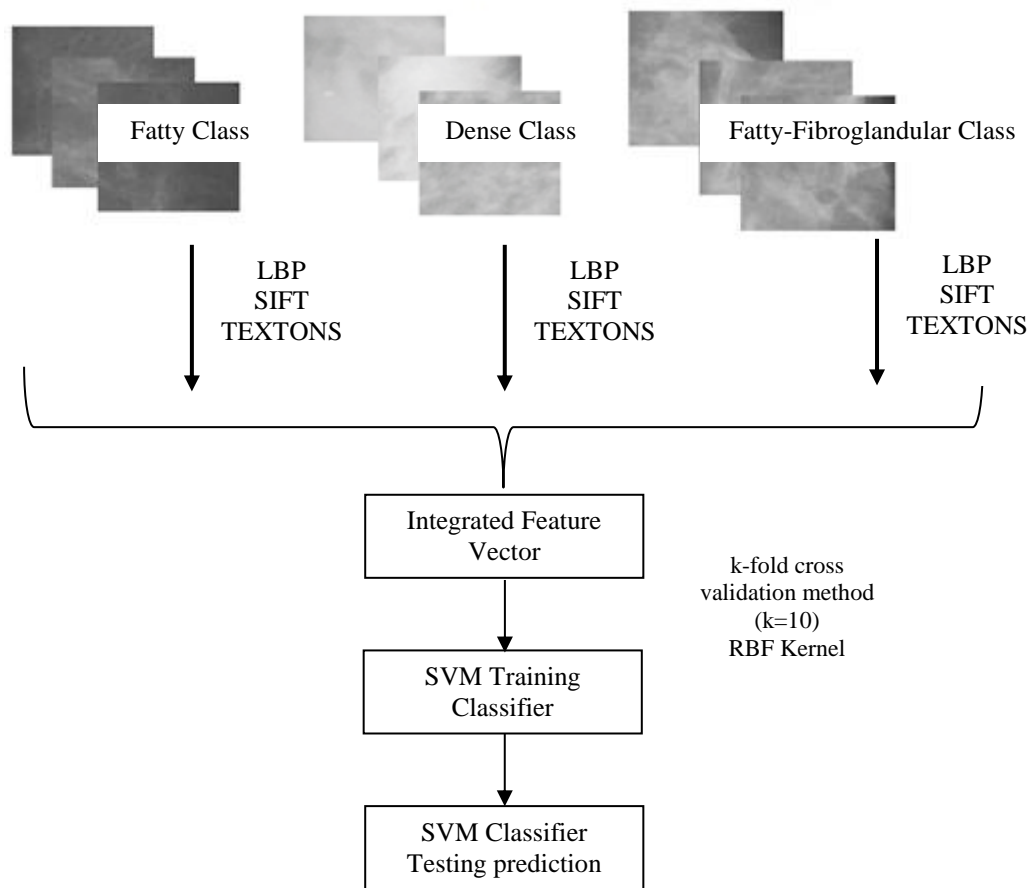 Fatty Class
Dense Class
Fatty-Fibroglandular Class
LBP
SIFT
TEXTONS
LBP
SIFT
TEXTONS
LBP
SIFT
TEXTONS
Integrated Feature
Vector
k-fold cross
validation method
(k=10)
RBF Kernel
SVM Training
Classifier
SVM Classifier
Testing prediction